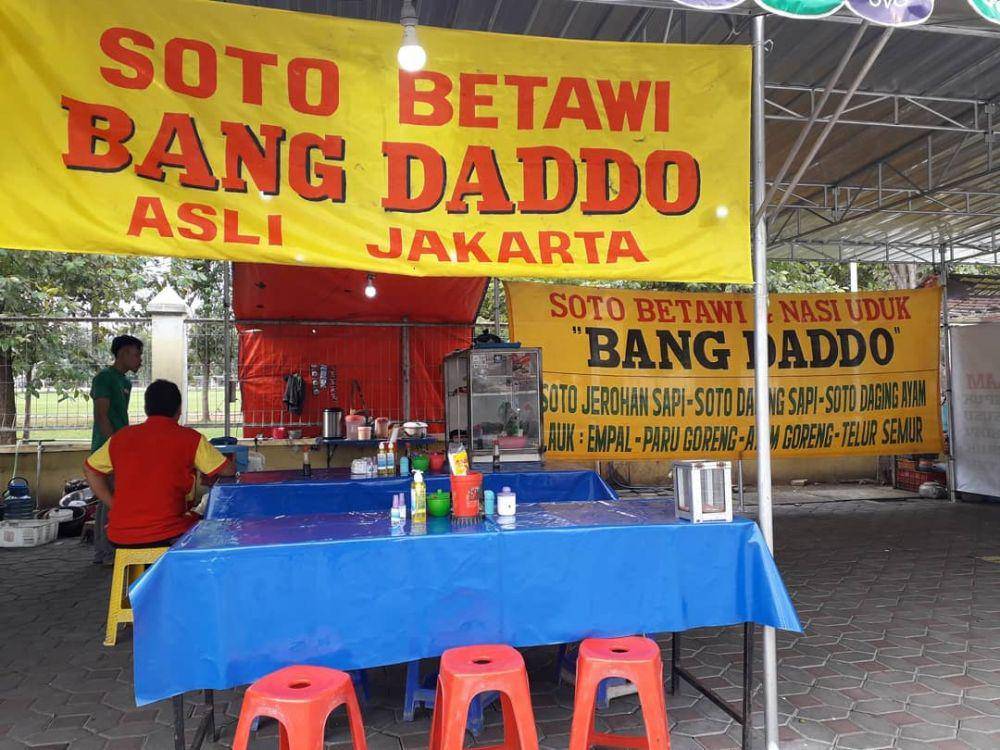 SOTO BETAWI
BANG DADDO
ASLI JAKARTA
SOTO BETAWI & NASI UDUK
"BANG DADDO"
SOTO JEROHAN SAPI-SOTO DAGING SAPI-SOTO DAGING AYAM
LAUK : EMPAL-PARU GORENG-AYAM GORENG-TELUR SEMUR